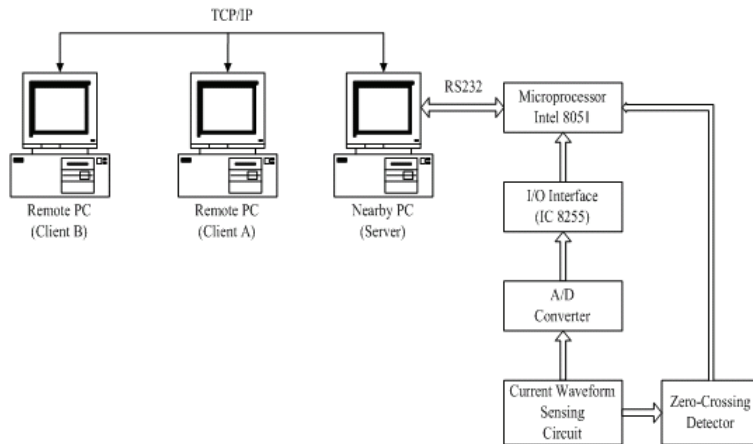 TCP/IP
RS232
Microprocessor
Intel 8051
Remote PC
(Client B)
Remote PC
(Client A)
Nearby PC
(Server)
I/O Interface
(IC 8255)
A/D
Converter
Current Waveform
Sensing
Circuit
Zero-Crossing
Detector